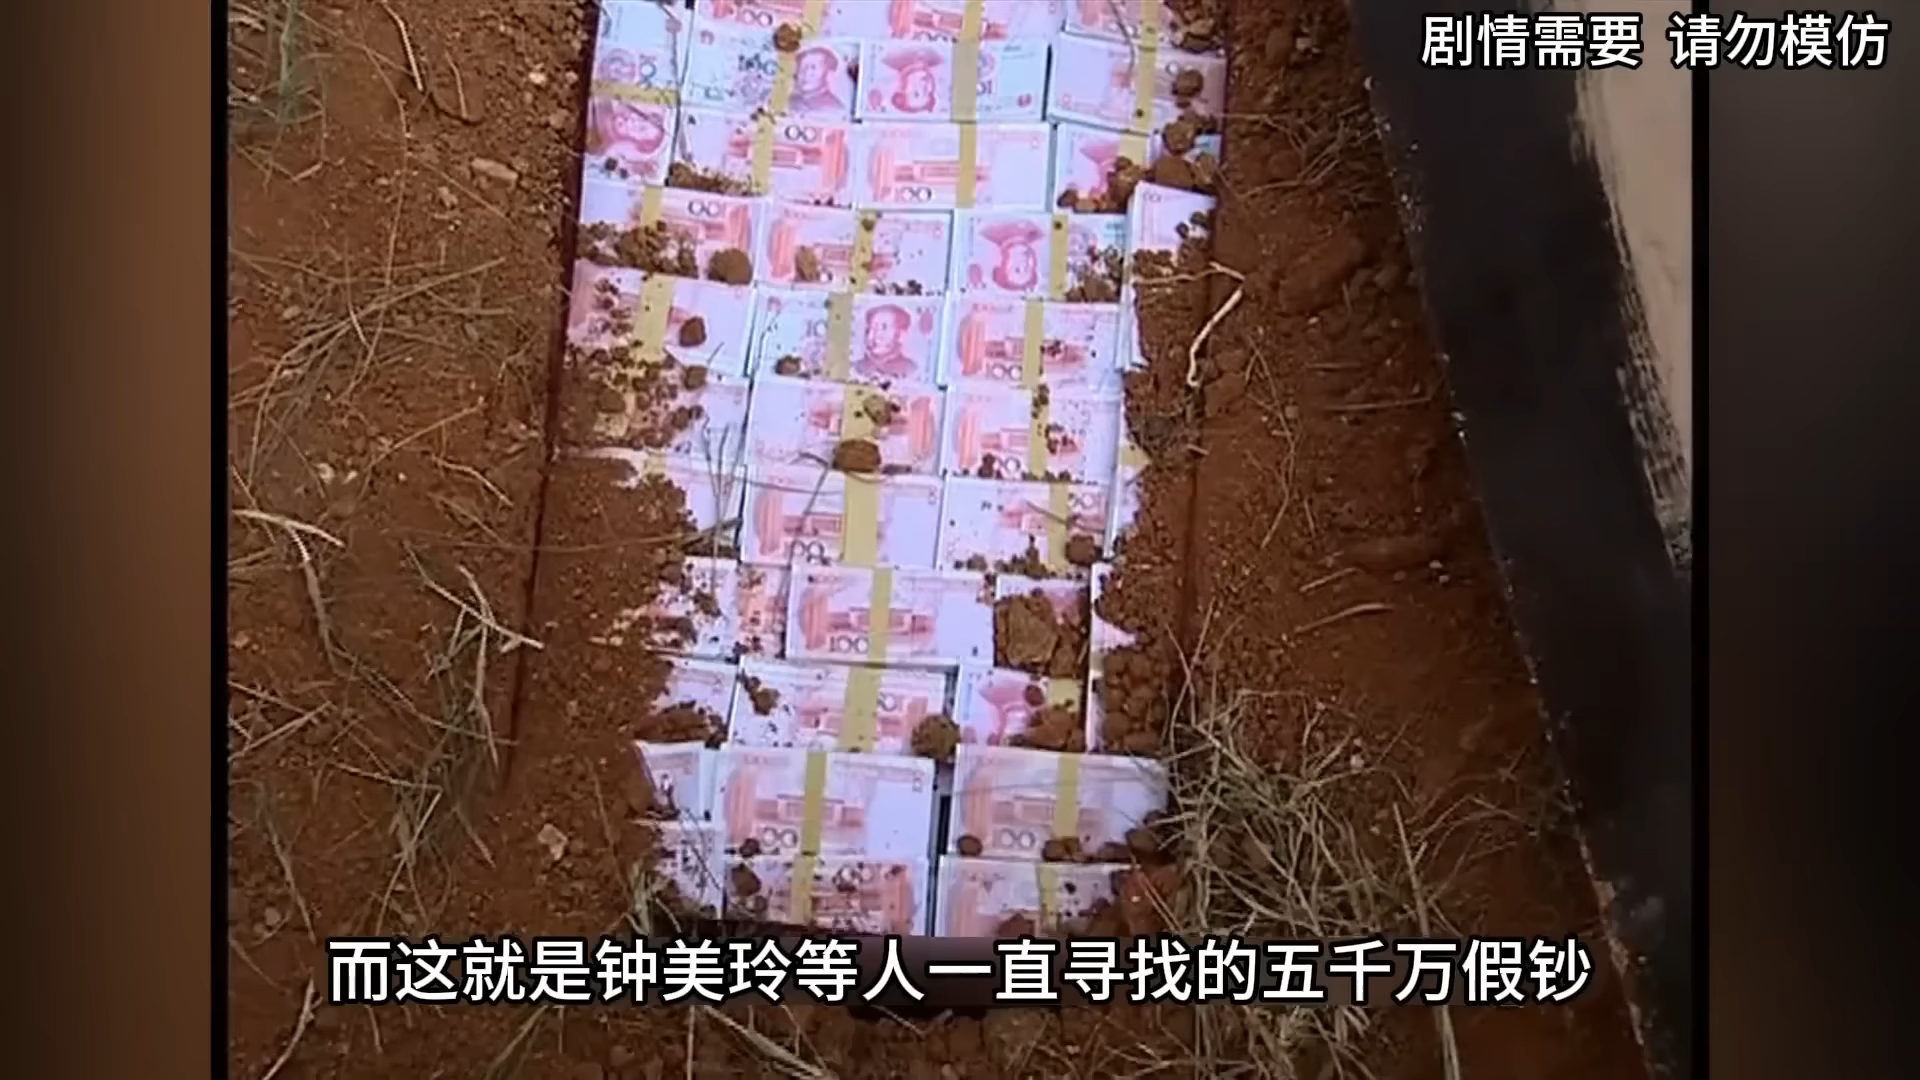 剧情需要 请勿模仿
而这就是钟美玲等人一直寻找的五千万假钞